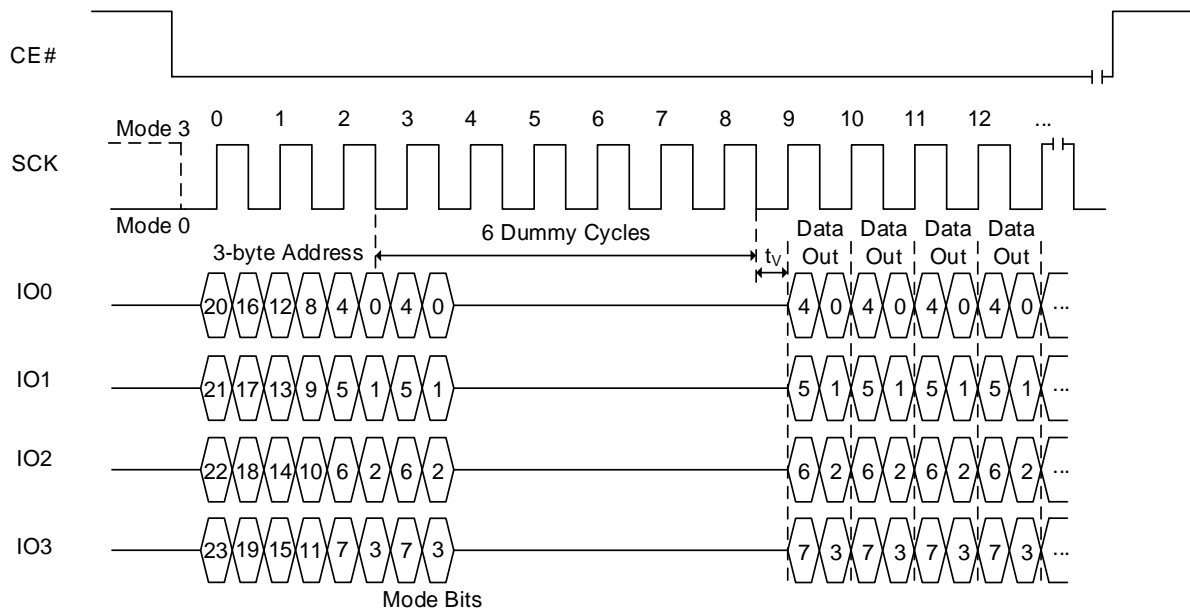 CE#
Mode 3 0 1 2 3 4 5 6 7 8 9 10 11 12 ...
SCK
Mode 0
3-byte Address 6 Dummy Cycles tV Data Out Data Out Data Out Data Out
IO0 20 16 12 8 4 0 4 0 4 0 4 0 4 0 4 0 ...
IO1 21 17 13 9 5 1 5 1 5 1 5 1 5 1 5 1 ...
IO2 22 18 14 10 6 2 6 2 6 2 6 2 6 2 6 2 ...
IO3 23 19 15 11 7 3 7 3 7 3 7 3 7 3 7 3 ...
Mode Bits